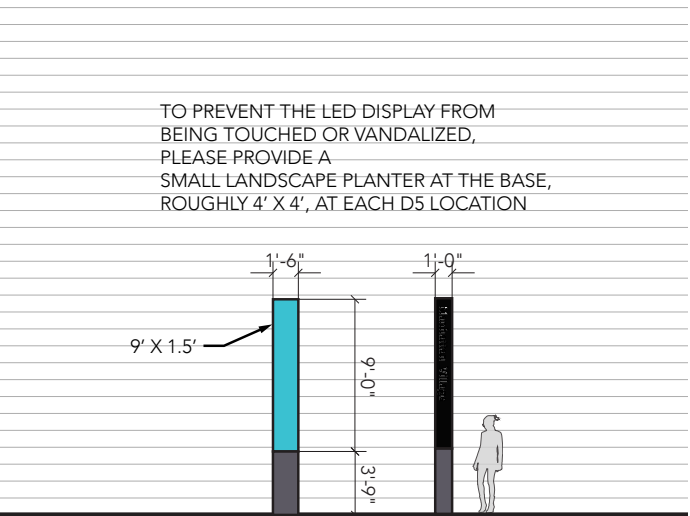 TO PREVENT THE LED DISPLAY FROM
BEING TOUCHED OR VANDALIZED,
PLEASE PROVIDE A
SMALL LANDSCAPE PLANTER AT THE BASE,
ROUGHLY 4' X 4', AT EACH D5 LOCATION
1'-6"
1'-0"
9' X 1.5'
9'-0"
Village
3'-9"